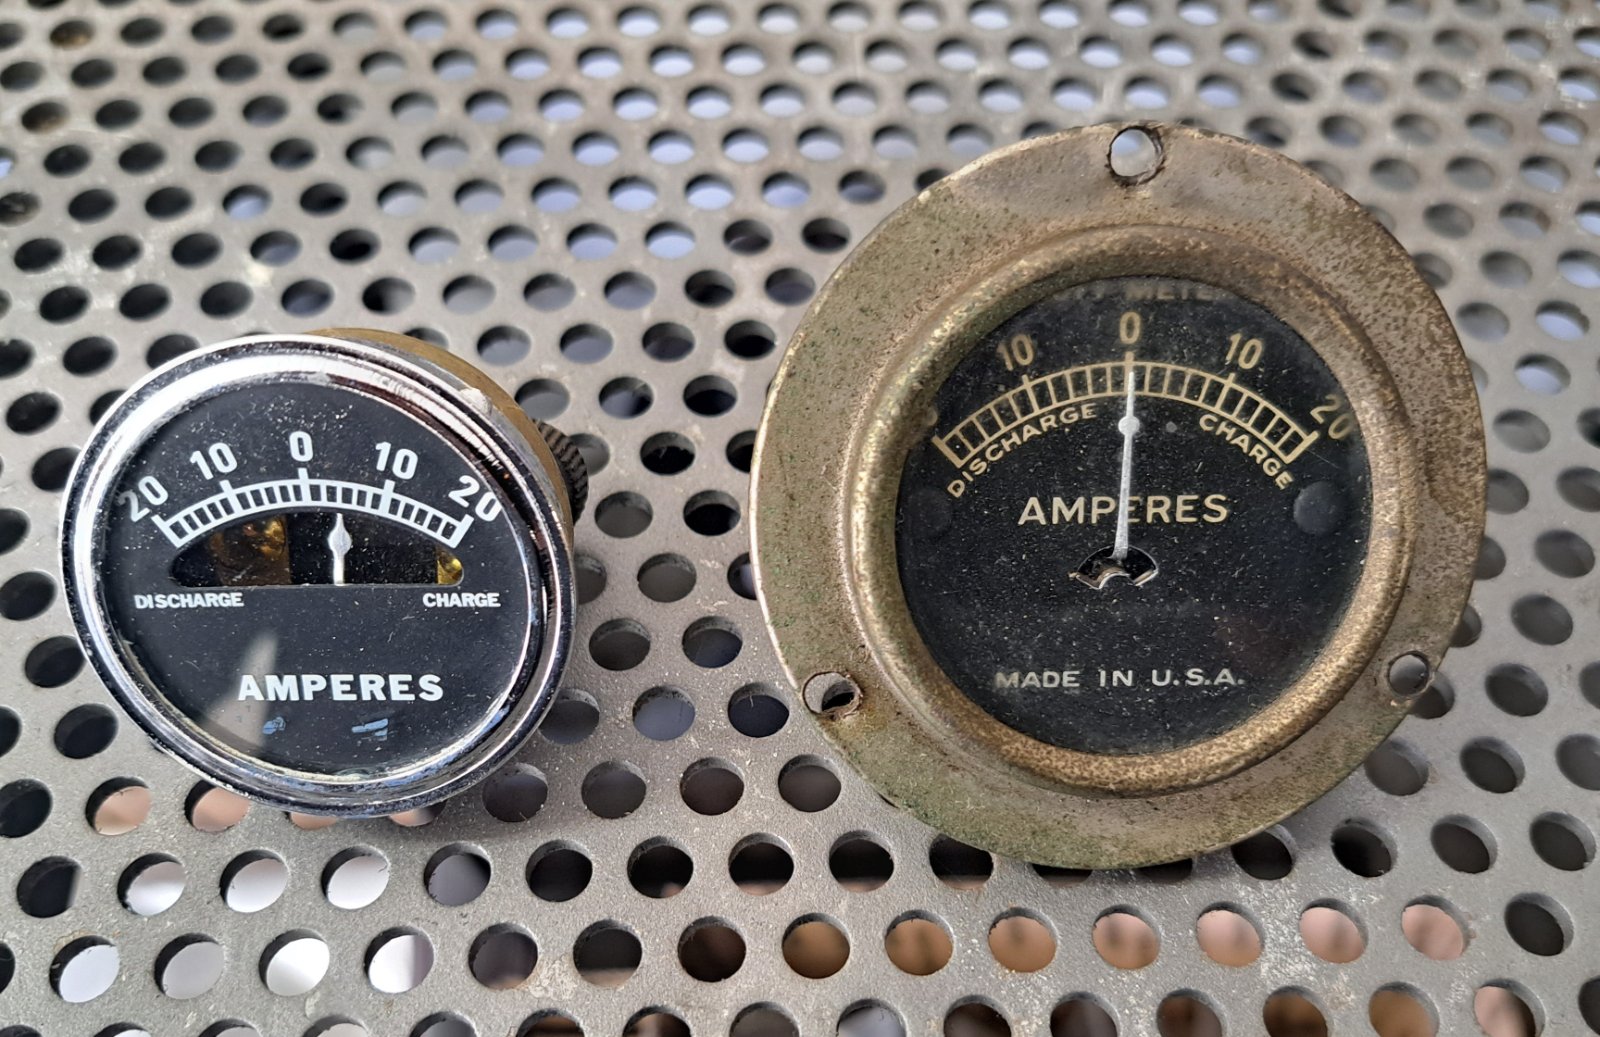 20 10 0 10 20
DISCHARGE CHARGE
AMPERES
10 0 10 20
DISCHARGE CHARGE
AMPERES
MADE IN U.S.A.